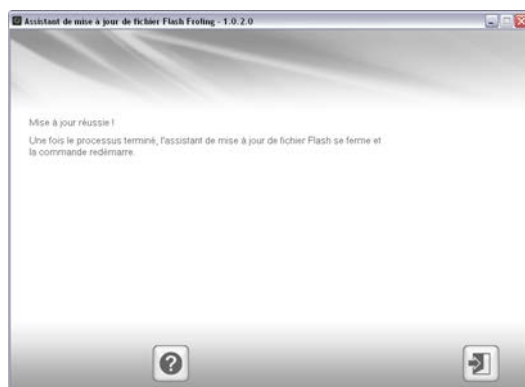 Assistant de mise à jour de fichier Flash Froling - 1.0.2.0
Mise à jour réussie !
Une fois le processus terminé, l'assistant de mise à jour de fichier Flash se ferme et
la commande redémarre.